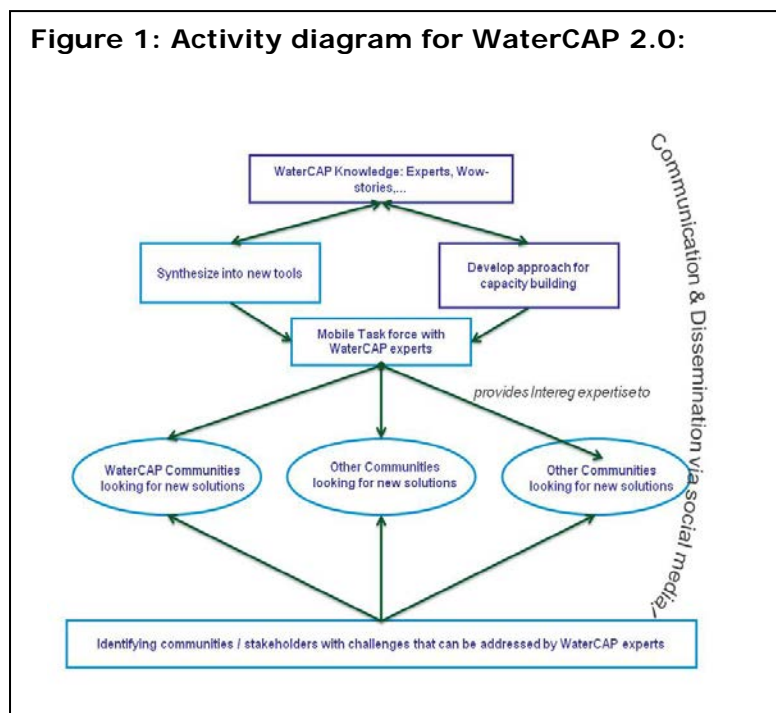 Figure 1: Activity diagram for WaterCAP 2.0:
WaterCAP Knowledge: Experts, Wow-
stories,...
Synthesize into new tools
Develop approach for
capacity building
Mobile Task force with
WaterCAP experts
provides Intereg expertise to
WaterCAP Communities
looking for new solutions
Other Communities
looking for new solutions
Other Communities
looking for new solutions
Identifying communities / stakeholders with challenges that can be addressed by WaterCAP experts
Communication & Dissemination via social media!